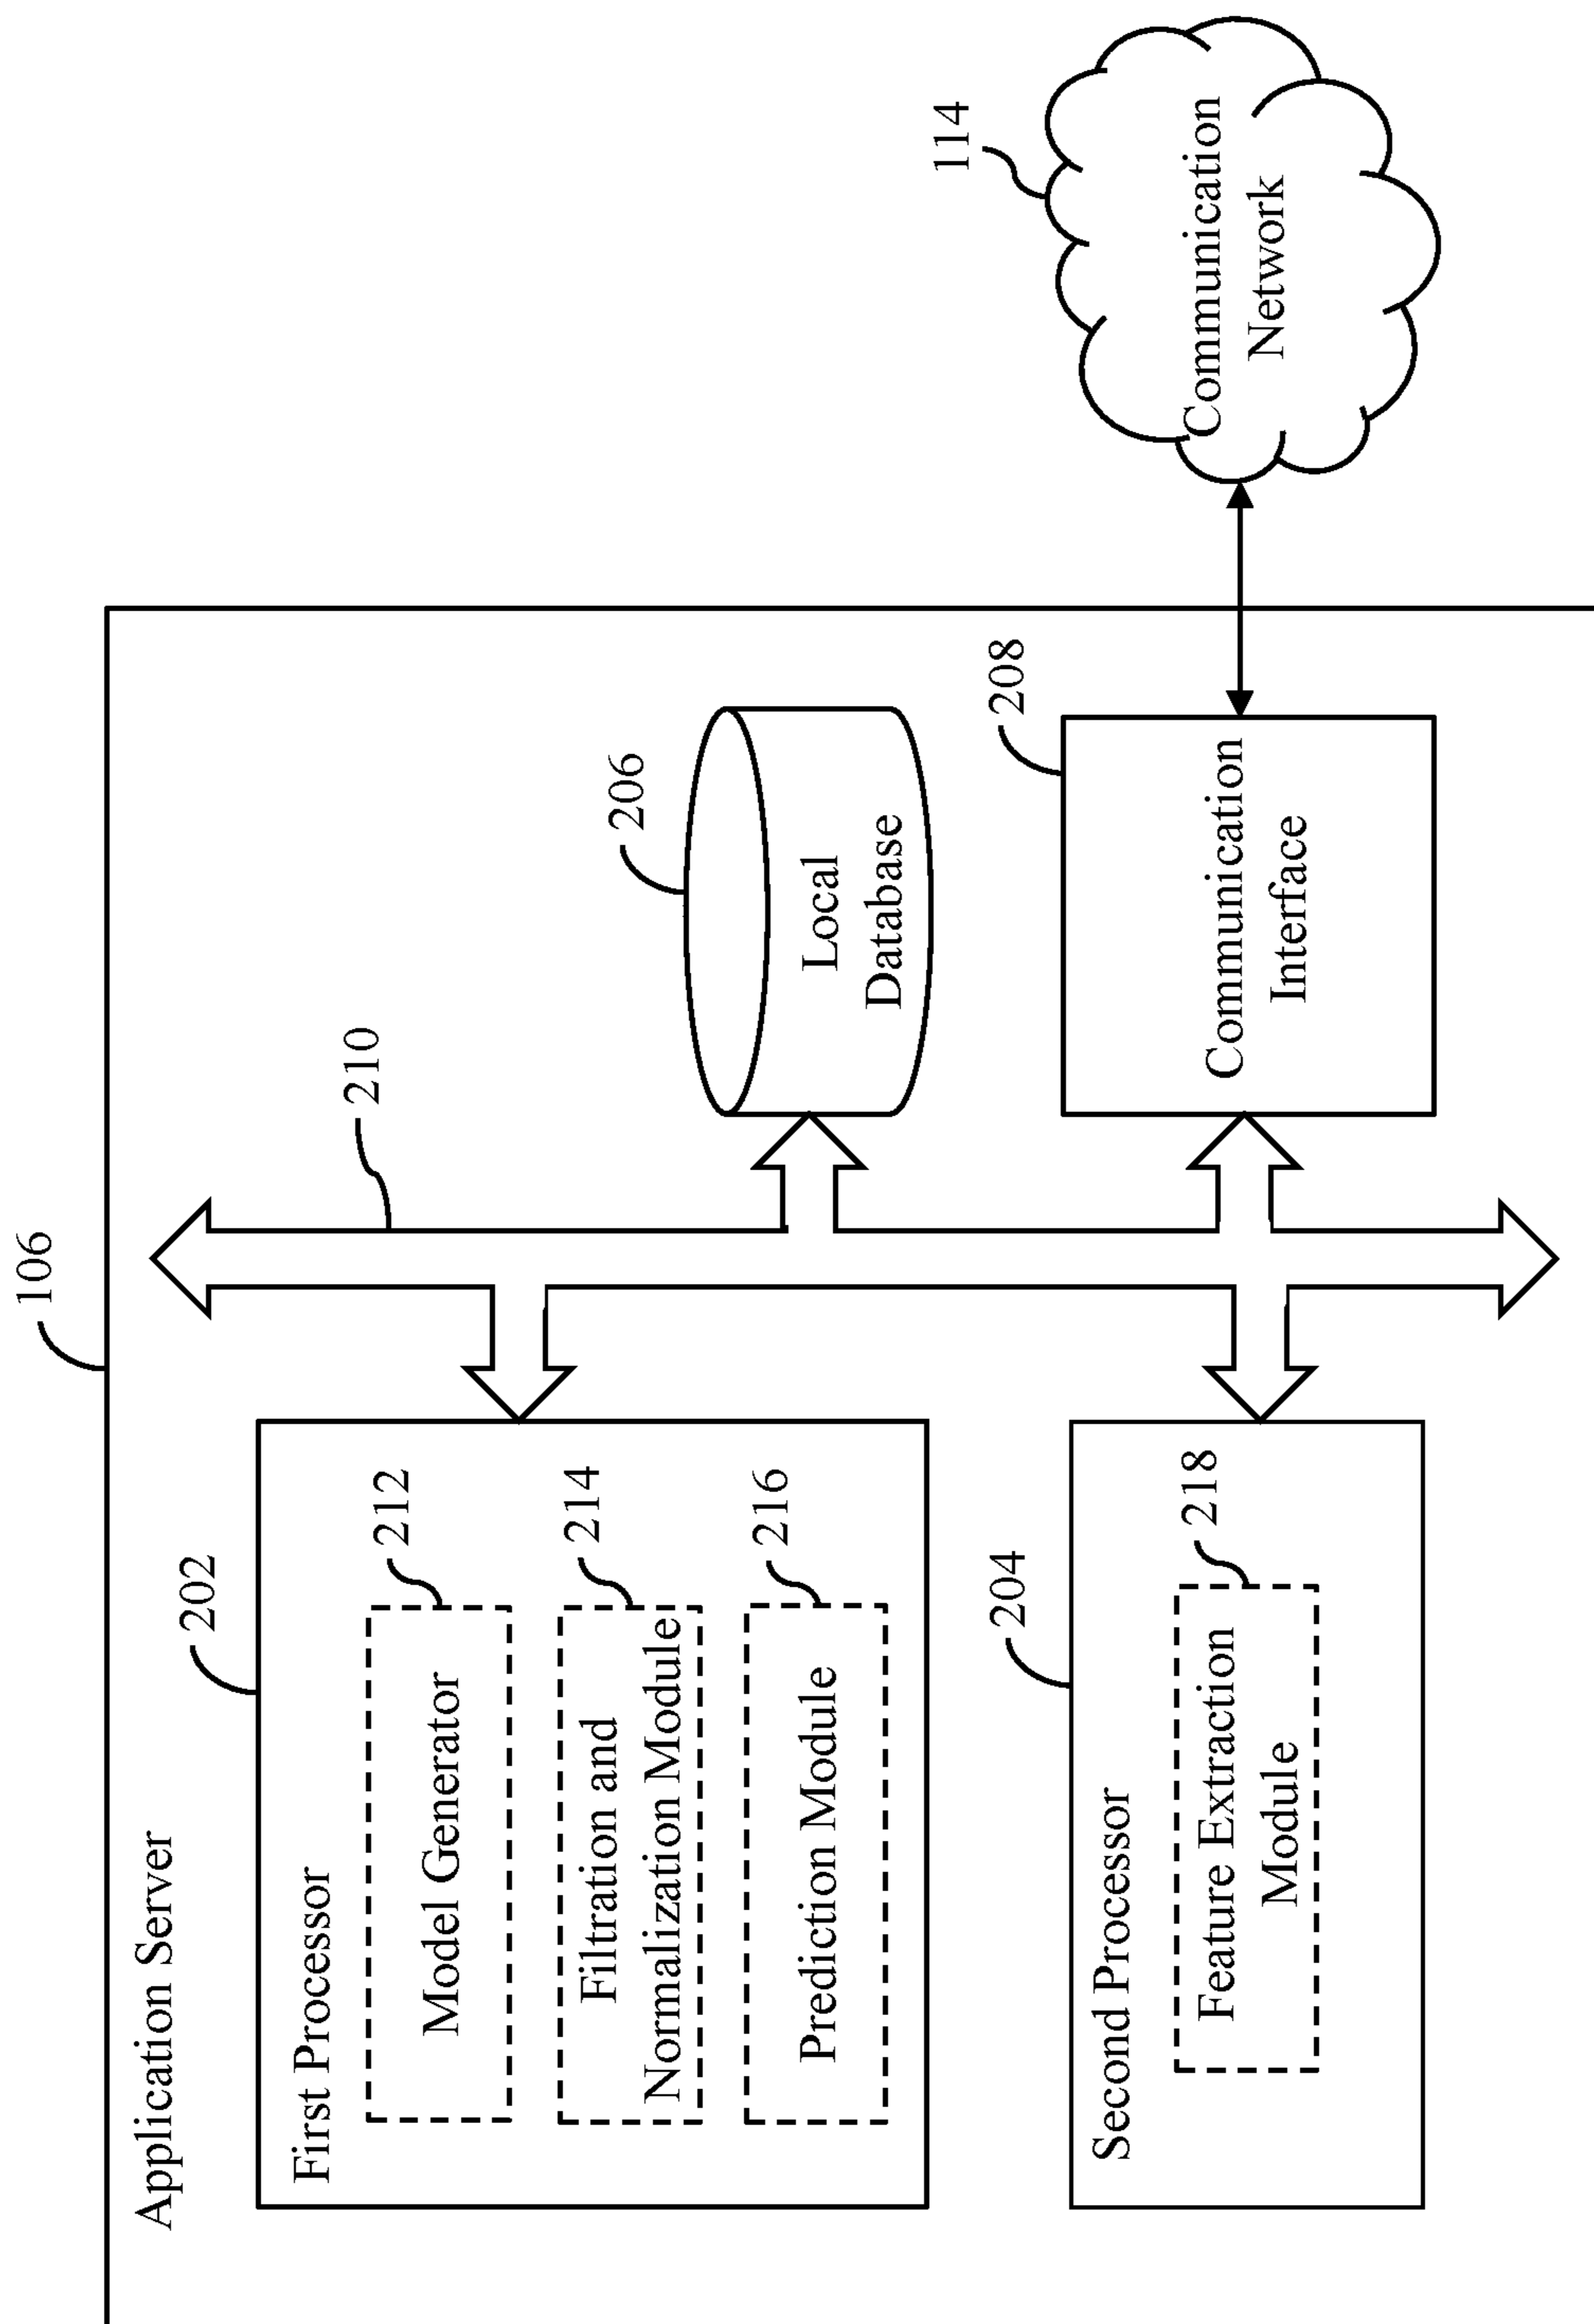 106
Application Server
202
First Processor
212
Model Generator
214
Filtration and
Normalization Module
216
Prediction Module
204
Second Processor
218
Feature Extraction
Module
210
206
Local
Database
208
Communication
Interface
114
Communication
Network